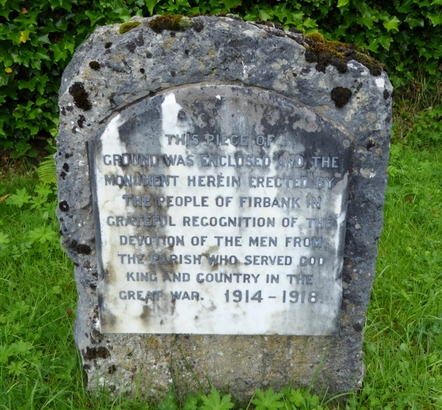 THIS PIECE OF
GROUND WAS ENCLOSED AND THE
MONUMENT HEREIN ERECTED BY
THE PEOPLE OF FIRBANK IN
GRATEFUL RECOGNITION OF THE
DEVOTION OF THE MEN FROM
THE PARISH WHO SERVED GOD
KING AND COUNTRY IN THE
GREAT WAR. 1914-1918.